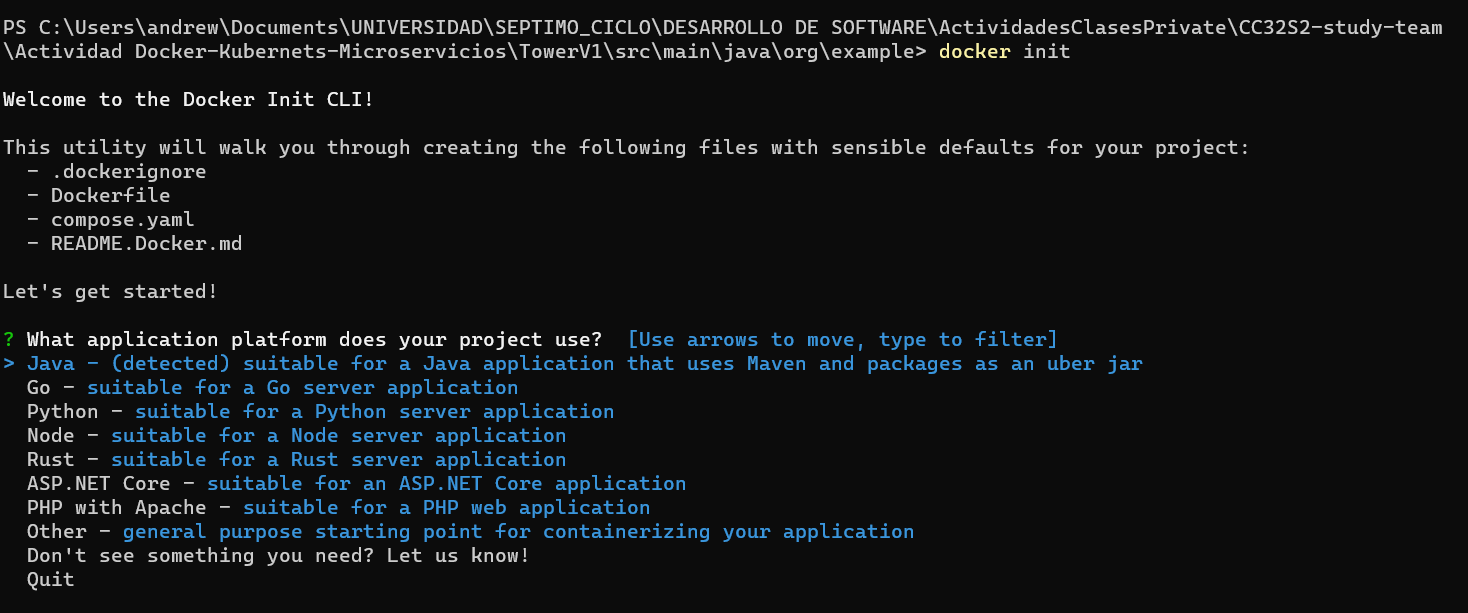 PS C:\Users\andrew\Documents\UNIVERSIDAD\SEPTIMO_CICLO\DESARROLLO DE SOFTWARE\ActividadesClasesPrivate\CC32S2-study-team
\Actividad Docker-Kubernets-Microservicios\TowerV1\src\main\java\org\example> docker init
Welcome to the Docker Init CLI!
This utility will walk you through creating the following files with sensible defaults for your project:
- .dockerignore
- Dockerfile
- compose.yaml
- README.Docker.md
Let's get started!
? What application platform does your project use?  [Use arrows to move, type to filter]
> Java - (detected) suitable for a Java application that uses Maven and packages as an uber jar
Go - suitable for a Go server application
Python - suitable for a Python server application
Node - suitable for a Node server application
Rust - suitable for a Rust server application
ASP.NET Core - suitable for an ASP.NET Core application
PHP with Apache - suitable for a PHP web application
Other - general purpose starting point for containerizing your application
Don't see something you need? Let us know!
Quit